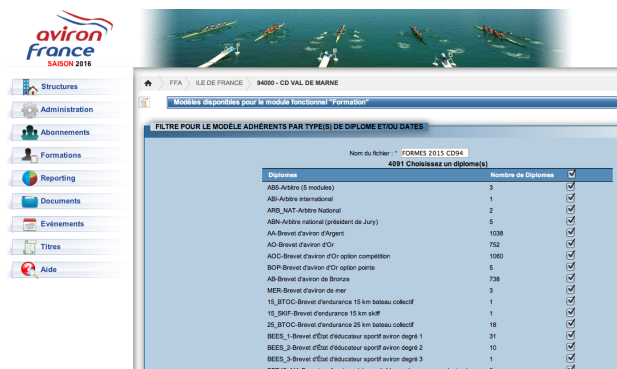 aviron
france
SAISON 2016
Structures
Administration
Abonnements
Formations
Reporting
Documents
Evénements
Titres
Aide
FFA ILE DE FRANCE 94000 - CD VAL DE MARNE
Modèles disponibles pour le module fonctionnel "Formation"
FILTRE POUR LE MODÈLE ADHÉRENTS PAR TYPE(S) DE DIPLOME ET/OU DATES
Nom du fichier : * FORMES 2015 CD94
4091 Choisissez un diplome(s)
Diplomes Nombre de Diplomes
AB5-Arbitre (5 modules) 3
ABI-Arbitre international 1
ARB_NAT-Arbitre National 2
ABN-Arbitre national (président de Jury) 5
AA-Brevet d'aviron d'Argent 1038
AO-Brevet d'aviron d'Or 752
AOC-Brevet d'aviron d'Or option compétition 1060
BOP-Brevet d'aviron d'Or option pointe 5
AB-Brevet d'aviron de Bronze 738
MER-Brevet d'aviron de mer 3
15_BTOC-Brevet d'endurance 15 km bateau collectif 1
15_SKIF-Brevet d'endurance 15 km skiff 1
25_BTOC-Brevet d'endurance 25 km bateau collectif 18
BEES_1-Brevet d'État d'éducateur sportif aviron degré 1 31
BEES_2-Brevet d'État d'éducateur sportif aviron degré 2 10
BEES_3-Brevet d'État d'éducateur sportif aviron degré 3 1